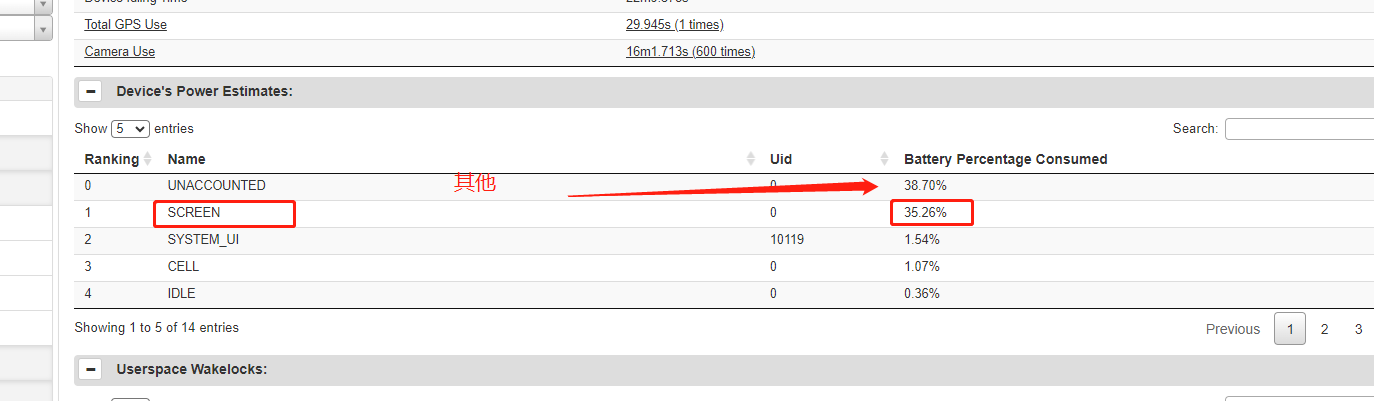 Total GPS Use 29.945s (1 times)
Camera Use 16m1.713s (600 times)
Device's Power Estimates:
Show 5 entries Search:
Ranking Name Uid Battery Percentage Consumed
0 UNACCOUNTED 其他 0 38.70%
1 SCREEN 0 35.26%
2 SYSTEM_UI 10119 1.54%
3 CELL 0 1.07%
4 IDLE 0 0.36%
Showing 1 to 5 of 14 entries Previous 1 2 3
Userspace Wakelocks: